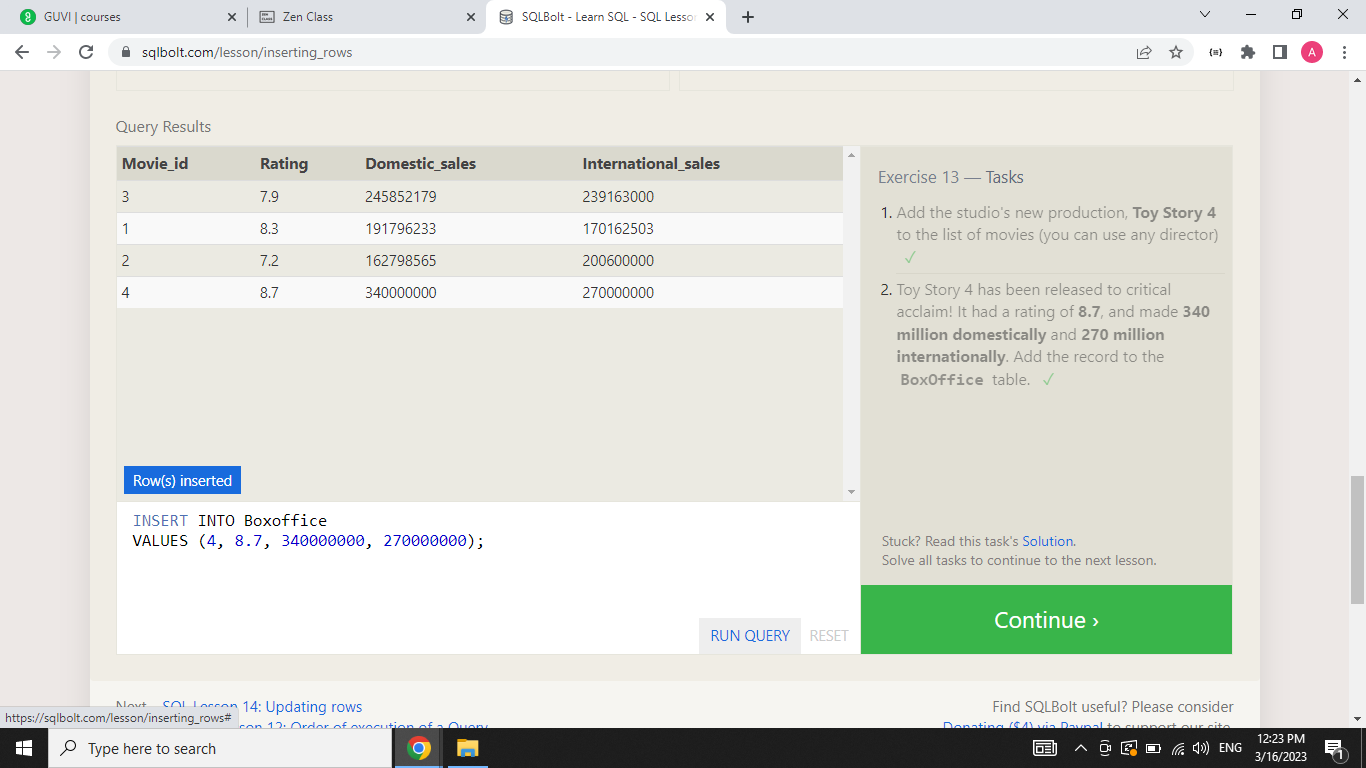 GUVI | courses
Zen Class
SQLBolt - Learn SQL - SQL Lesso
sqlbolt.com/lesson/inserting_rows
A
Query Results
Movie_id Rating Domestic_sales International_sales
3 7.9 245852179 239163000
1 8.3 191796233 170162503
2 7.2 162798565 200600000
4 8.7 340000000 270000000
Row(s) inserted
INSERT INTO Boxoffice
VALUES (4, 8.7, 340000000, 270000000);
RUN QUERY RESET
Exercise 13 — Tasks
1. Add the studio's new production, Toy Story 4
to the list of movies (you can use any director)
✓
2. Toy Story 4 has been released to critical
acclaim! It had a rating of 8.7, and made 340
million domestically and 270 million
internationally. Add the record to the
BoxOffice table. ✓
Stuck? Read this task's Solution.
Solve all tasks to continue to the next lesson.
Continue ›
Next – SQL Lesson 14: Updating rows
Find SQLBolt useful? Please consider
https://sqlbolt.com/lesson/inserting_rows#
son 12: Order of execution of a Query
Donating ($4) via Paypal to support our site.
Type here to search
ENG
12:23 PM
3/16/2023
1